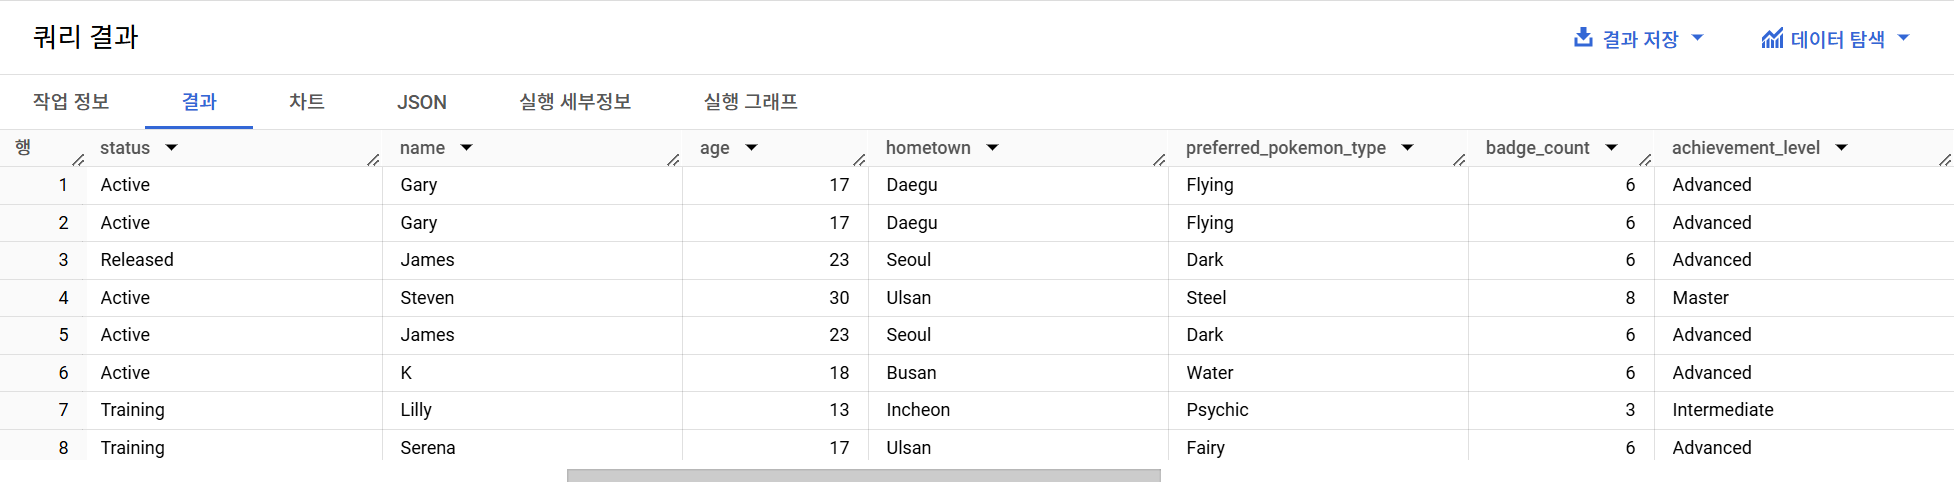 쿼리 결과
결과 저장 데이터 탐색
작업 정보 결과 차트 JSON 실행 세부정보 실행 그래프
행 status name age hometown preferred_pokemon_type badge_count achievement_level
1 Active Gary 17 Daegu Flying 6 Advanced
2 Active Gary 17 Daegu Flying 6 Advanced
3 Released James 23 Seoul Dark 6 Advanced
4 Active Steven 30 Ulsan Steel 8 Master
5 Active James 23 Seoul Dark 6 Advanced
6 Active K 18 Busan Water 6 Advanced
7 Training Lilly 13 Incheon Psychic 3 Intermediate
8 Training Serena 17 Ulsan Fairy 6 Advanced